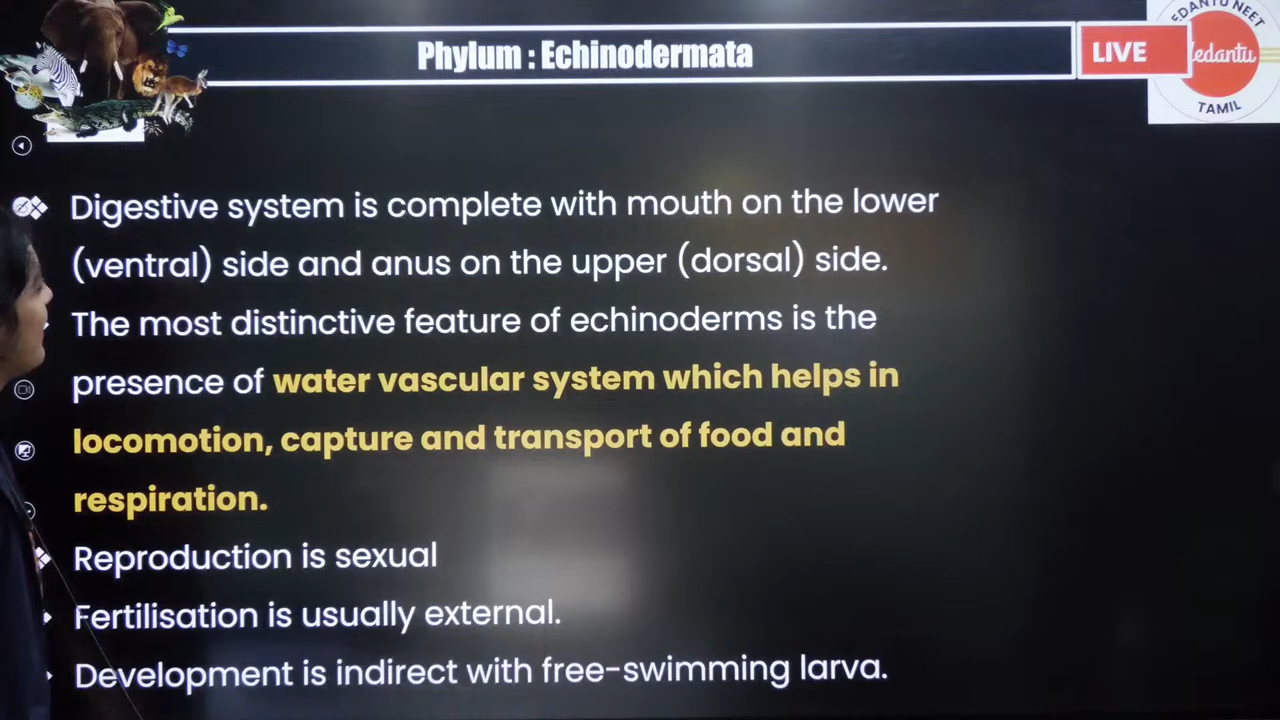 Phylum : Echinodermata
LIVE
EDANTU NEET
edantu
TAMIL
Digestive system is complete with mouth on the lower
(ventral) side and anus on the upper (dorsal) side.
The most distinctive feature of echinoderms is the
presence of water vascular system which helps in
locomotion, capture and transport of food and
respiration.
Reproduction is sexual
Fertilisation is usually external.
Development is indirect with free-swimming larva.